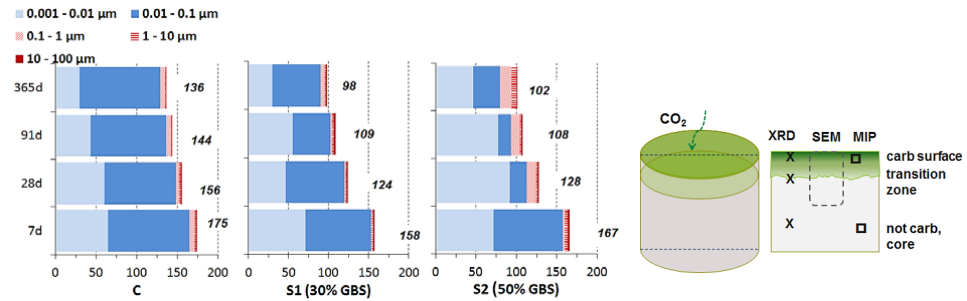 0.001 - 0.01 µm 0.01 - 0.1 µm
0.1 - 1 µm 1 - 10 µm
10 - 100 µm
365d 136 98 102
91d 144 109 108
28d 156 124 128
7d 175 158 167
0 50 100 150 200 0 50 100 150 200 0 50 100 150 200
C S1 (30% GBS) S2 (50% GBS)
CO2
XRD SEM MIP
X carb surface
X transition
zone
X not carb,
core